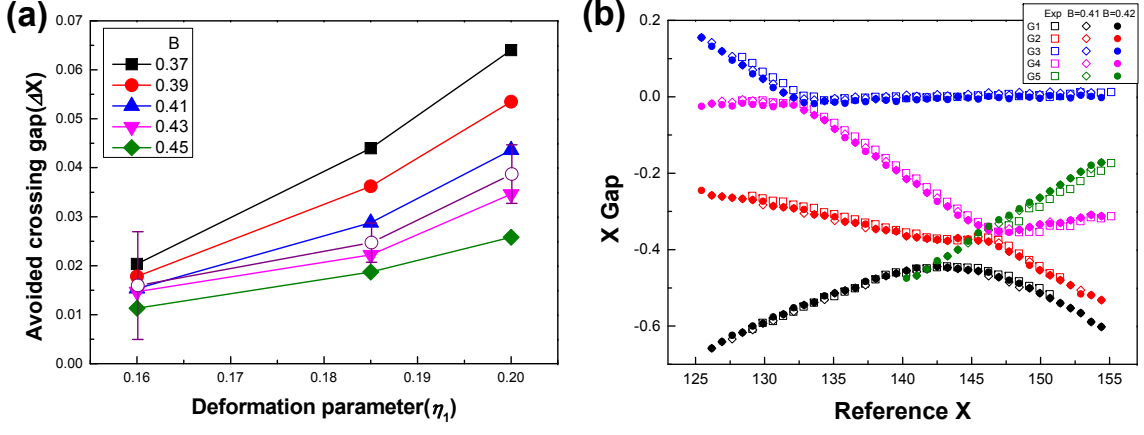 (a)
Avoided crossing gap(ΔX)
0.07
0.06
0.05
0.04
0.03
0.02
0.01
0.00
B
0.37
0.39
0.41
0.43
0.45
0.16 0.17 0.18 0.19 0.20
Deformation parameter(η1)
(b)
X Gap
0.2
0.0
-0.2
-0.4
-0.6
Exp B=0.41 B=0.42
G1
G2
G3
G4
G5
125 130 135 140 145 150 155
Reference X